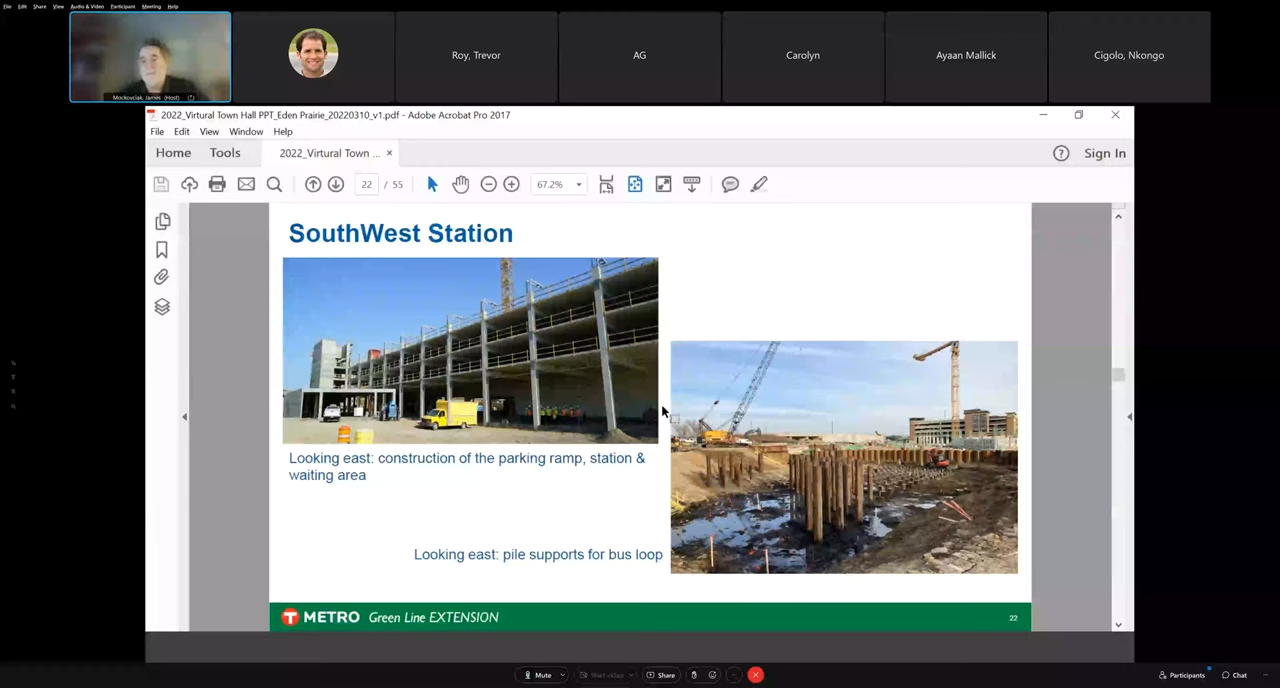 File Edit Share View Audio & Video Participant Meeting Help
Mockovciak, James (Host)
Roy, Trevor
AG
Carolyn
Ayaan Mallick
Cigolo, Nkongo
2022_Virtural Town Hall PPT_Eden Prairie_20220310_v1.pdf - Adobe Acrobat Pro 2017
File Edit View Window Help
Home Tools 2022_Virtural Town ... × Sign In
22 / 55 67.2%
SouthWest Station
Looking east: construction of the parking ramp, station &
waiting area
Looking east: pile supports for bus loop
T METRO Green Line EXTENSION 22
Mute Start video Share Participants Chat